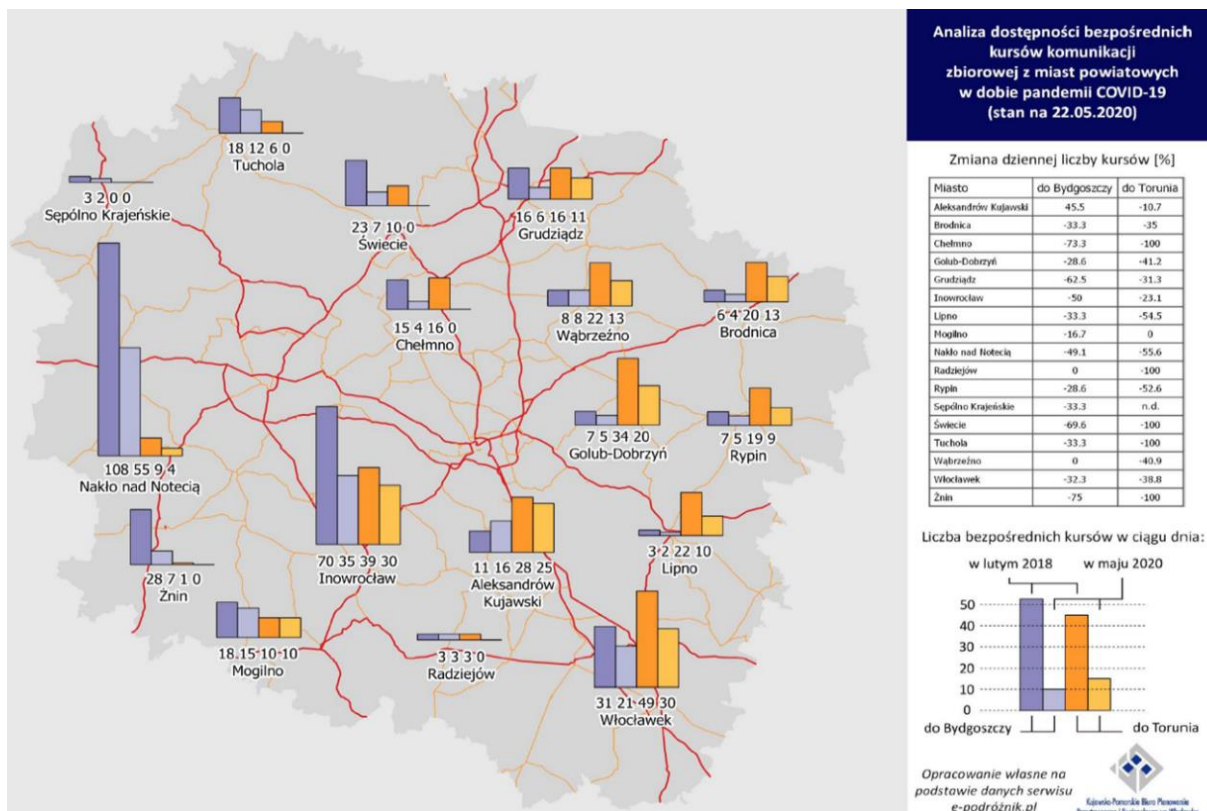 18 12 6 0
Tuchola
3 2 0 0
Sępólno Krajeńskie
23 7 10 0
Świecie
16 6 16 11
Grudziądz
15 4 16 0
Chełmno
8 8 22 13
Wąbrzeźno
6 4 20 13
Brodnica
108 55 9 4
Nakło nad Notecią
7 5 34 20
Golub-Dobrzyń
7 5 19 9
Rypin
28 7 1 0
Żnin
70 35 39 30
Inowrocław
11 16 28 25
Aleksandrów
Kujawski
3 2 22 10
Lipno
18 15 10 10
Mogilno
3 3 3 0
Radziejów
31 21 49 30
Włocławek
Analiza dostępności bezpośrednich
kursów komunikacji
zbiorowej z miast powiatowych
w dobie pandemii COVID-19
(stan na 22.05.2020)
Zmiana dziennej liczby kursów [%]
Miasto do Bydgoszczy do Torunia
Aleksandrów Kujawski 45.5 -10.7
Brodnica -33.3 -35
Chełmno -73.3 -100
Golub-Dobrzyń -28.6 -41.2
Grudziądz -62.5 -31.3
Inowrocław -50 -23.1
Lipno -33.3 -54.5
Mogilno -16.7 0
Nakło nad Notecią -49.1 -55.6
Radziejów 0 -100
Rypin -28.6 -52.6
Sępólno Krajeńskie -33.3 n.d.
Świecie -69.6 -100
Tuchola -33.3 -100
Wąbrzeźno 0 -40.9
Włocławek -32.3 -38.8
Żnin -75 -100
Liczba bezpośrednich kursów w ciągu dnia:
w lutym 2018 w maju 2020
50
40
30
20
10
0
do Bydgoszczy do Torunia
Opracowanie własne na
podstawie danych serwisu
e-podróżnik.pl
Kujawsko-Pomorskie Biuro Planowania